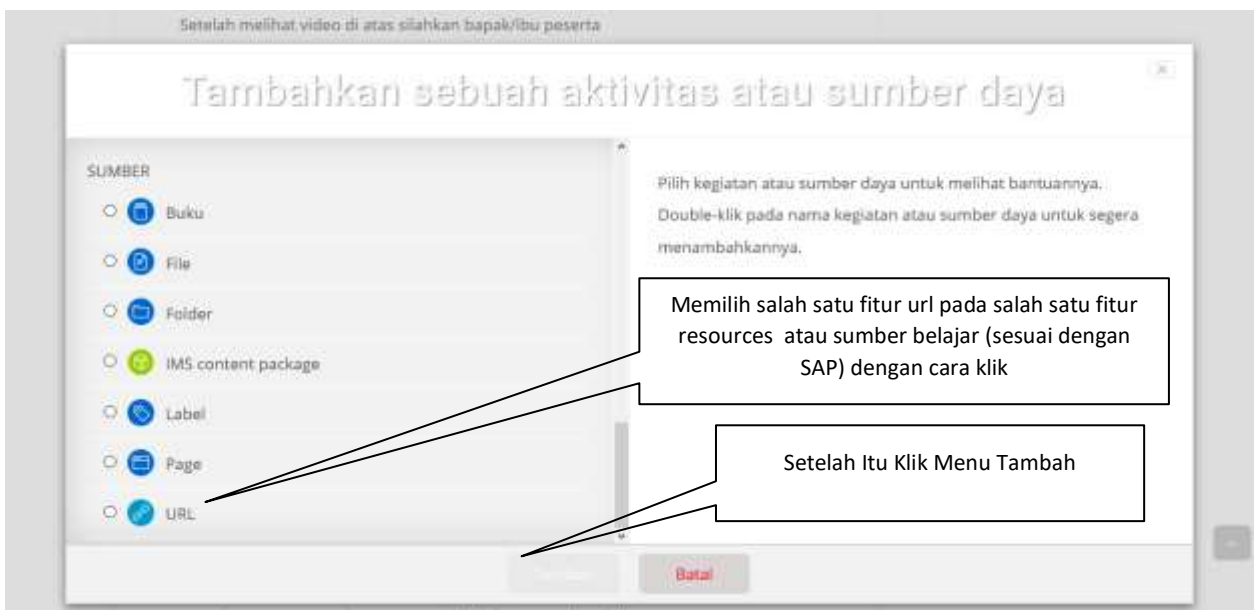 Setelah melihat video di atas silahkan bapak/ibu peserta
Tambahkan sebuah aktivitas atau sumber daya
SUMBER
Buku
File
Folder
IMS content package
Label
Page
URL
Pilih kegiatan atau sumber daya untuk melihat bantuannya.
Double-klik pada nama kegiatan atau sumber daya untuk segera
menambahkannya.
Memilih salah satu fitur url pada salah satu fitur
resources atau sumber belajar (sesuai dengan
SAP) dengan cara klik
Setelah Itu Klik Menu Tambah
Batal